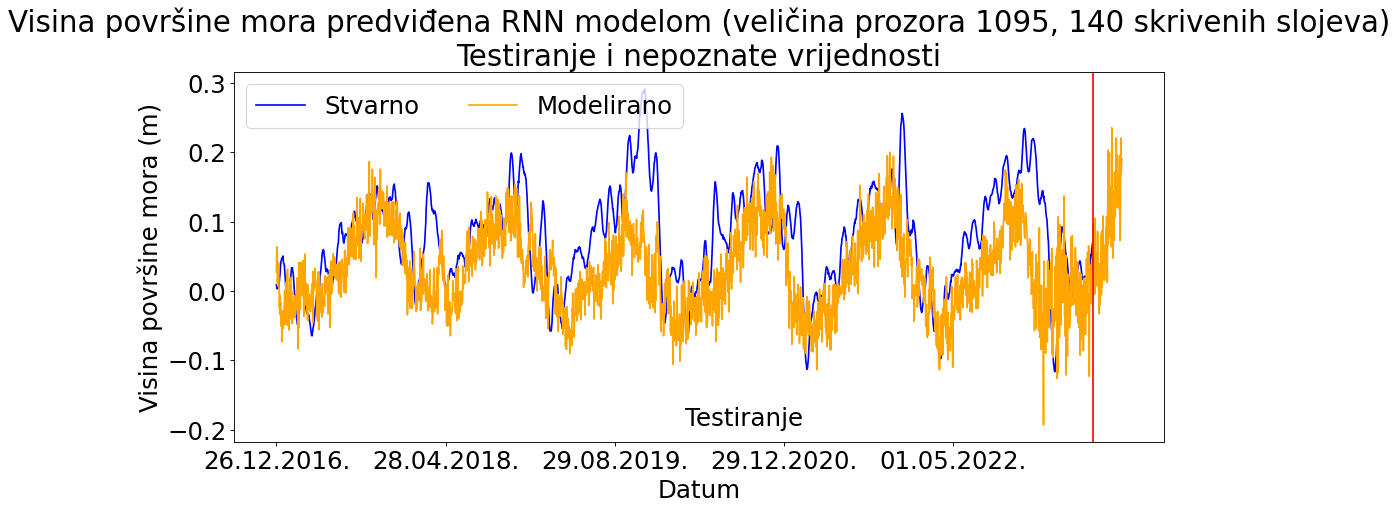 Visina površine mora predviđena RNN modelom (veličina prozora 1095, 140 skrivenih slojeva)
Testiranje i nepoznate vrijednosti
Stvarno
Modelirano
0.3
0.2
0.1
0.0
−0.1
−0.2
Visina površine mora (m)
Testiranje
26.12.2016.
28.04.2018.
29.08.2019.
29.12.2020.
01.05.2022.
Datum